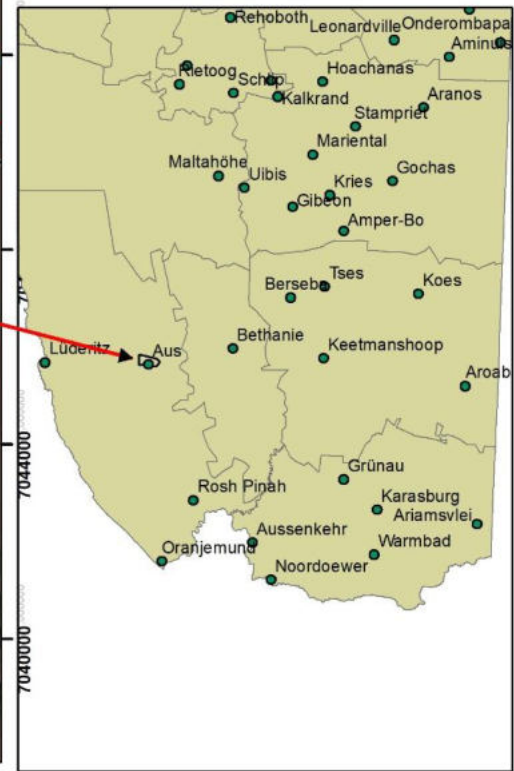 Rehoboth
Leonardville
Onderombapa
Aminuis
Rietoog
Schlip
Hoachanas
Kalkrand
Aranos
Stampriet
Mariental
Maltahöhe
Uibis
Kries
Gochas
Gibeon
Amper-Bo
Tses
Berseba
Koes
Lüderitz
Aus
Bethanie
Keetmanshoop
Aroab
7044000
Grünau
Rosh Pinah
Karasburg
Ariamsvlei
Aussenkehr
Oranjemund
Warmbad
Noordoewer
7040000